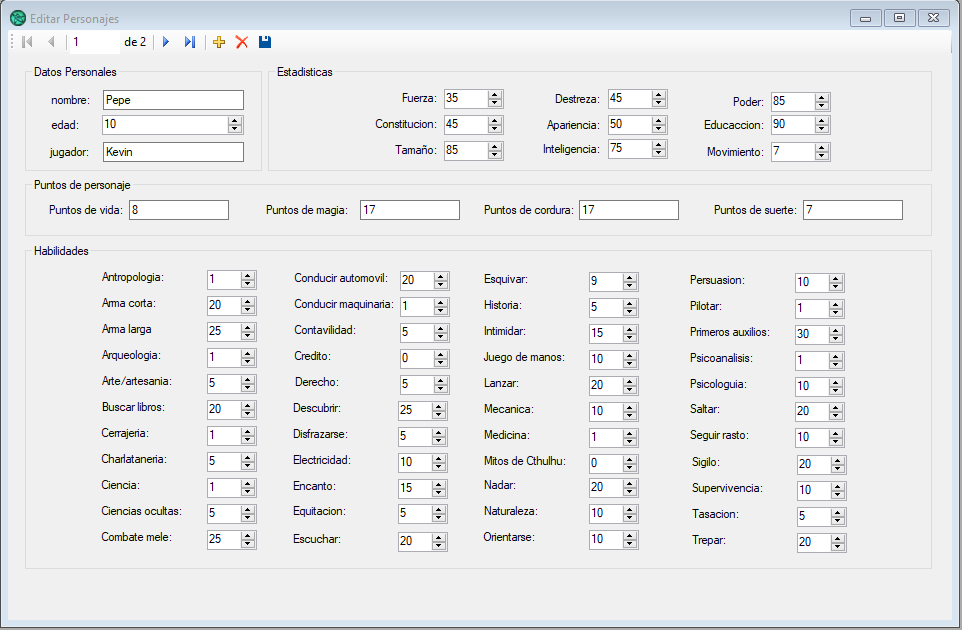 Editar Personajes
1 de 2
Datos Personales
nombre: Pepe
edad: 10
jugador: Kevin
Estadisticas
Fuerza: 35 Destreza: 45 Poder: 85
Constitucion: 45 Apariencia: 50 Educaccion: 90
Tamaño: 85 Inteligencia: 75 Movimiento: 7
Puntos de personaje
Puntos de vida: 8 Puntos de magia: 17 Puntos de cordura: 17 Puntos de suerte: 7
Habilidades
Antropologia: 1 Conducir automovil: 20 Esquivar: 9 Persuasion: 10
Arma corta: 20 Conducir maquinaria: 1 Historia: 5 Pilotar: 1
Arma larga 25 Contavilidad: 5 Intimidar: 15 Primeros auxilios: 30
Arqueologia: 1 Credito: 0 Juego de manos: 10 Psicoanalisis: 1
Arte/artesania: 5 Derecho: 5 Lanzar: 20 Psicologuia: 10
Buscar libros: 20 Descubrir: 25 Mecanica: 10 Saltar: 20
Cerrajeria: 1 Disfrazarse: 5 Medicina: 1 Seguir rasto: 10
Charlataneria: 5 Electricidad: 10 Mitos de Cthulhu: 0 Sigilo: 20
Ciencia: 1 Encanto: 15 Nadar: 20 Supervivencia: 10
Ciencias ocultas: 5 Equitacion: 5 Naturaleza: 10 Tasacion: 5
Combate mele: 25 Escuchar: 20 Orientarse: 10 Trepar: 20